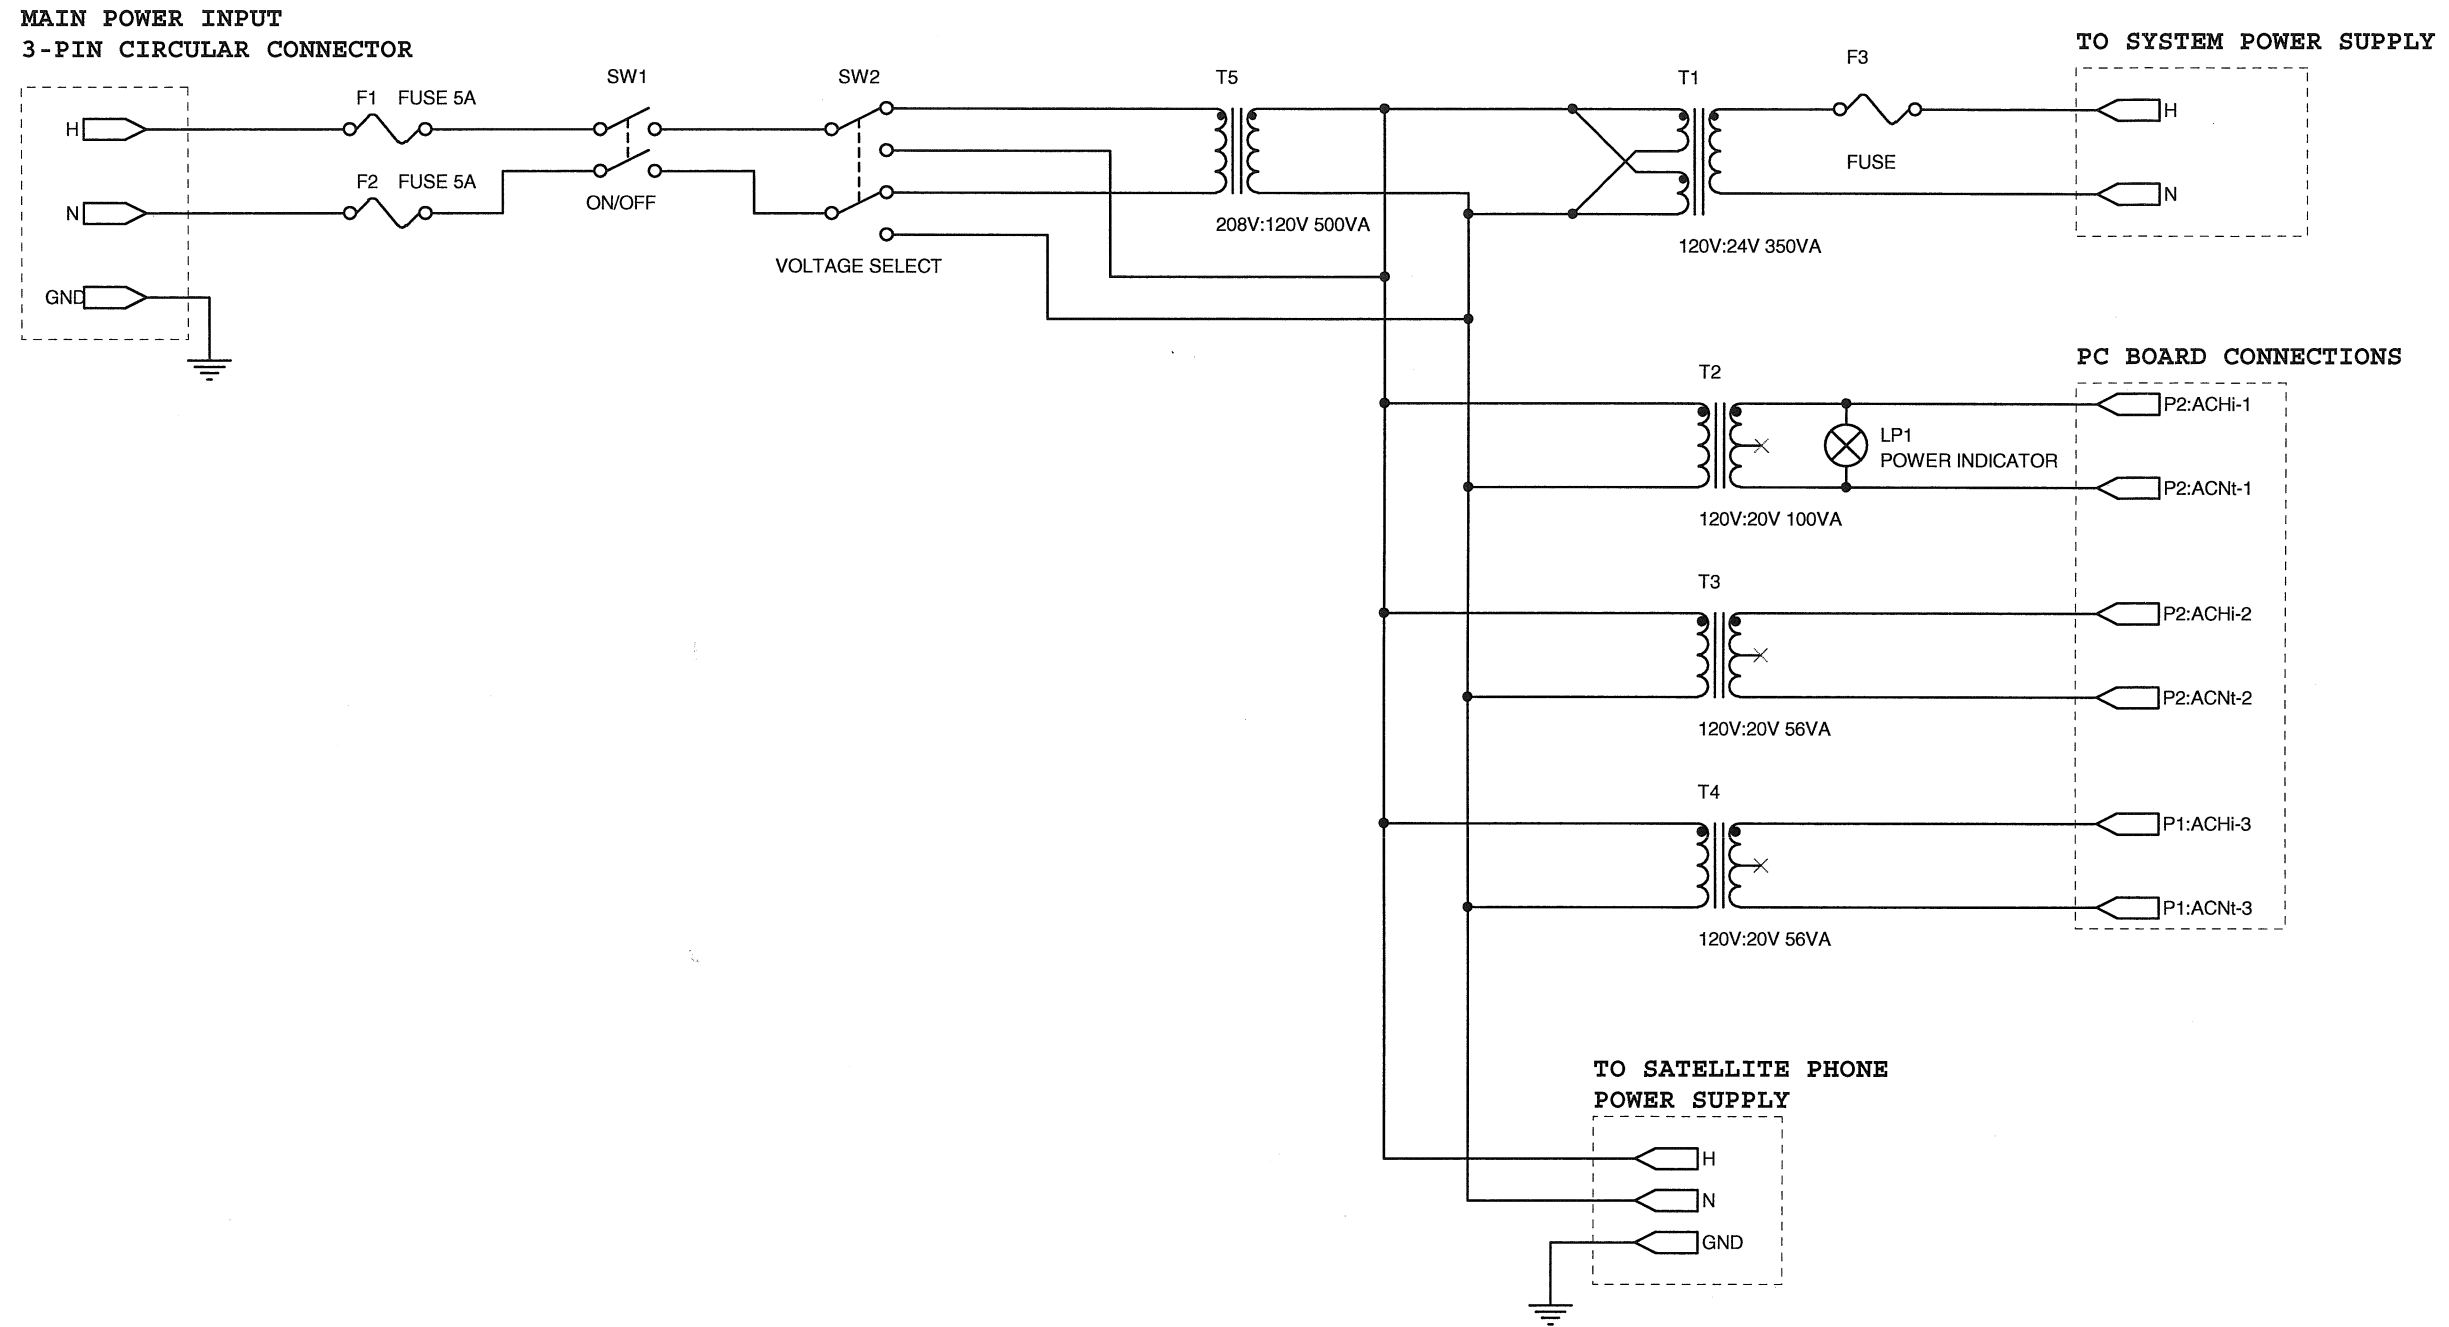 MAIN POWER INPUT
3-PIN CIRCULAR CONNECTOR
H
F1 FUSE 5A
N
F2 FUSE 5A
GND
SW1
ON/OFF
SW2
VOLTAGE SELECT
T5
208V:120V 500VA
T1
120V:24V 350VA
F3
FUSE
TO SYSTEM POWER SUPPLY
H
N
PC BOARD CONNECTIONS
T2
120V:20V 100VA
LP1
POWER INDICATOR
P2:ACHi-1
P2:ACNt-1
T3
120V:20V 56VA
P2:ACHi-2
P2:ACNt-2
T4
120V:20V 56VA
P1:ACHi-3
P1:ACNt-3
TO SATELLITE PHONE
POWER SUPPLY
H
N
GND